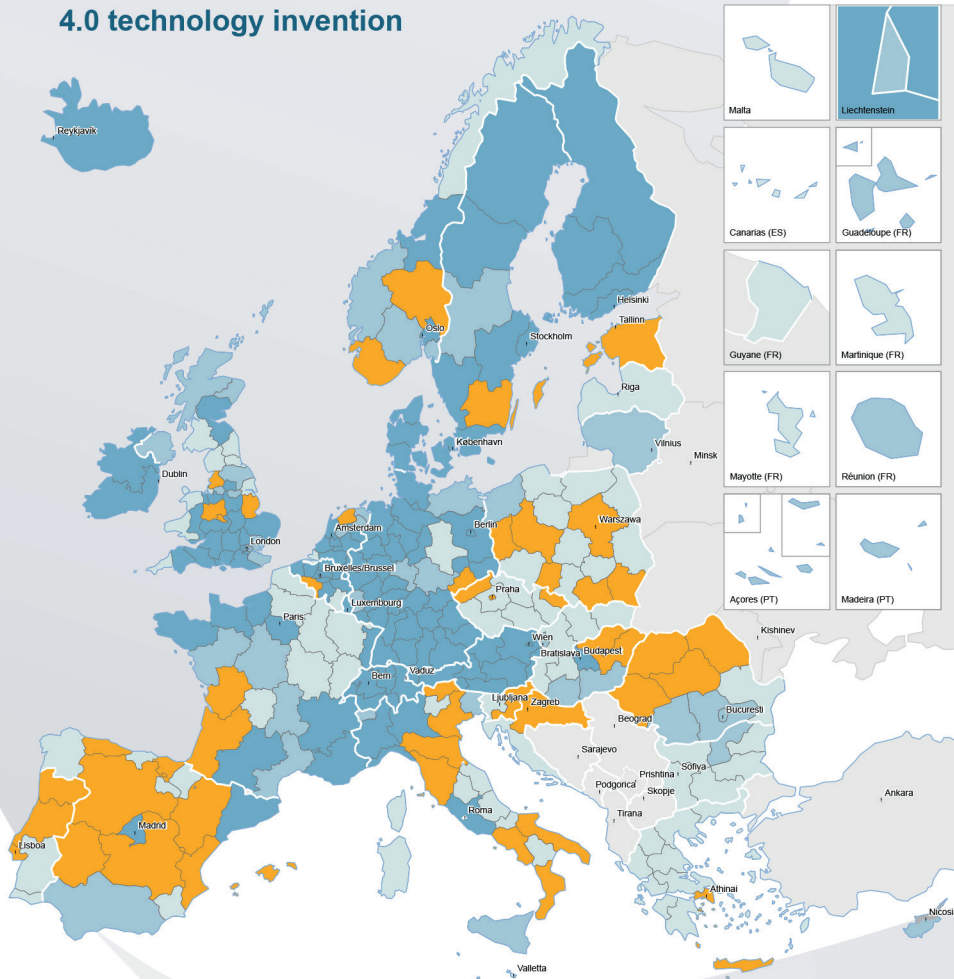 4.0 technology invention
Reykjavik
Malta
Liechtenstein
Canarias (ES)
Guadeloupe (FR)
Guyane (FR)
Martinique (FR)
Mayotte (FR)
Réunion (FR)
Açores (PT)
Madeira (PT)
Helsinki
Oslo
Tallinn
Stockholm
Riga
København
Vilnius
Minsk
Dublin
Amsterdam
Berlin
Warszawa
London
Bruxelles/Brussel
Praha
Luxembourg
Paris
Kishinev
Wien
Bratislava
Budapest
Vaduz
Bern
Ljubljana
Zagreb
Bucuresti
Beograd
Sarajevo
Sofiya
Prishtina
Podgorica
Skopje
Ankara
Roma
Tirana
Madrid
Lisboa
Athinai
Nicosi
Valletta